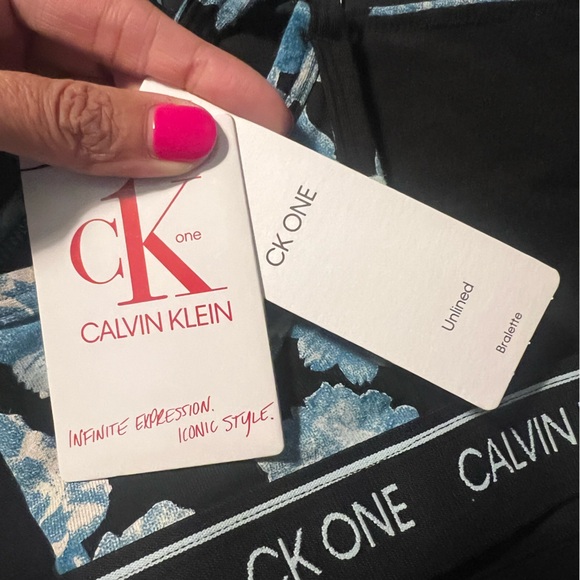 CK one
CALVIN KLEIN
INFINITE EXPRESSION.
ICONIC STYLE.
CK ONE
Unlined
Bralette
CK ONE CALVIN